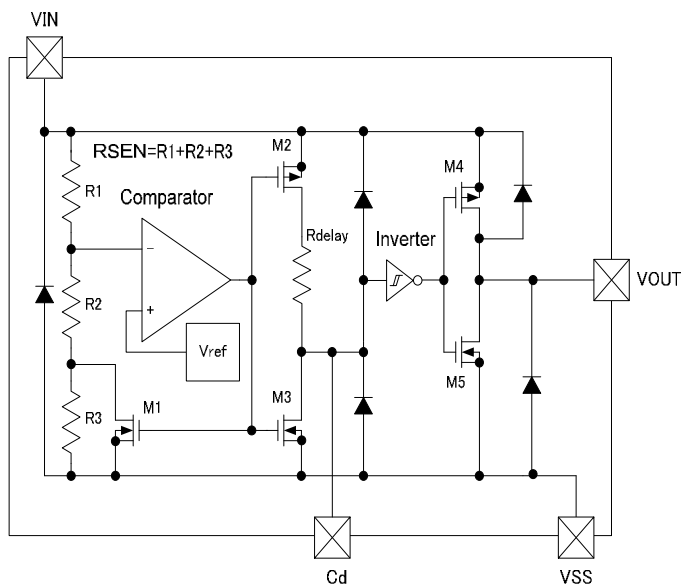 VIN
RSEN=R1+R2+R3
M2
M4
R1
Comparator
Rdelay
Inverter
−
VOUT
R2
+
Vref
M5
R3
M1
M3
Cd
VSS